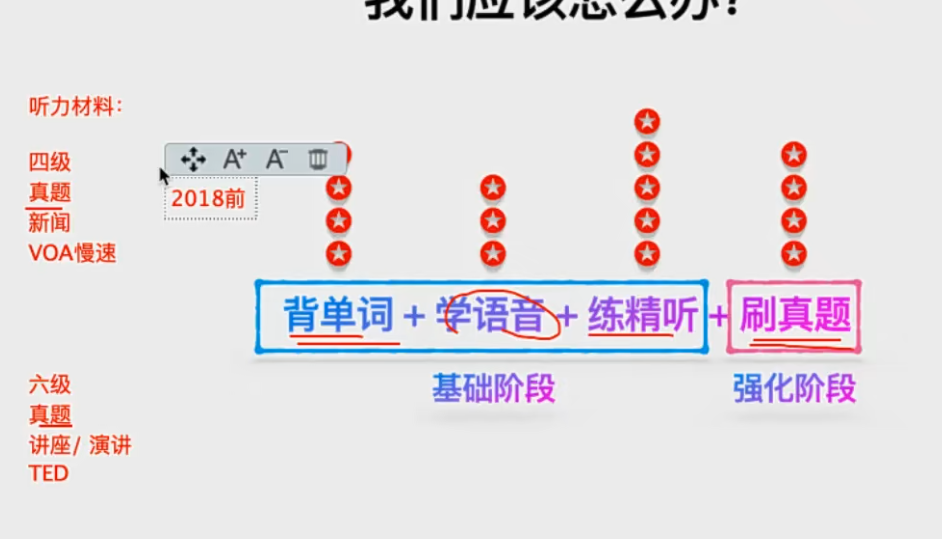 我们应该怎么办？
听力材料：
四级
真题
新闻
VOA慢速
A+ A-
2018前
背单词 + 学语音 + 练精听 + 刷真题
基础阶段 强化阶段
六级
真题
讲座/ 演讲
TED